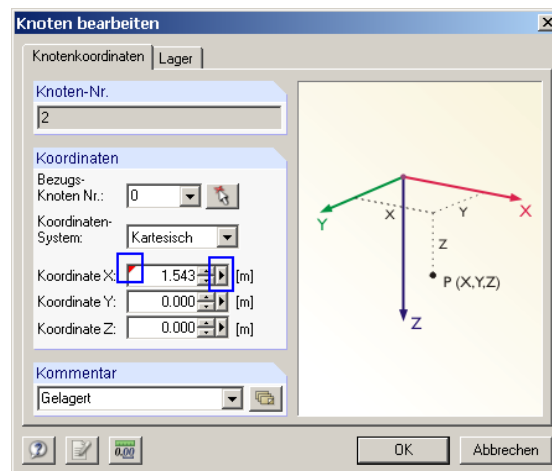 Knoten bearbeiten
Knotenkoordinaten
Lager
Knoten-Nr.
2
Koordinaten
Bezugs-
Knoten Nr.:
0
Koordinaten-
System:
Kartesisch
Koordinate X:
1.543
[m]
Koordinate Y:
0.000
[m]
Koordinate Z:
0.000
[m]
Kommentar
Gelagert
Y
X
Y
X
Z
P (X,Y,Z)
Z
0.00
OK
Abbrechen